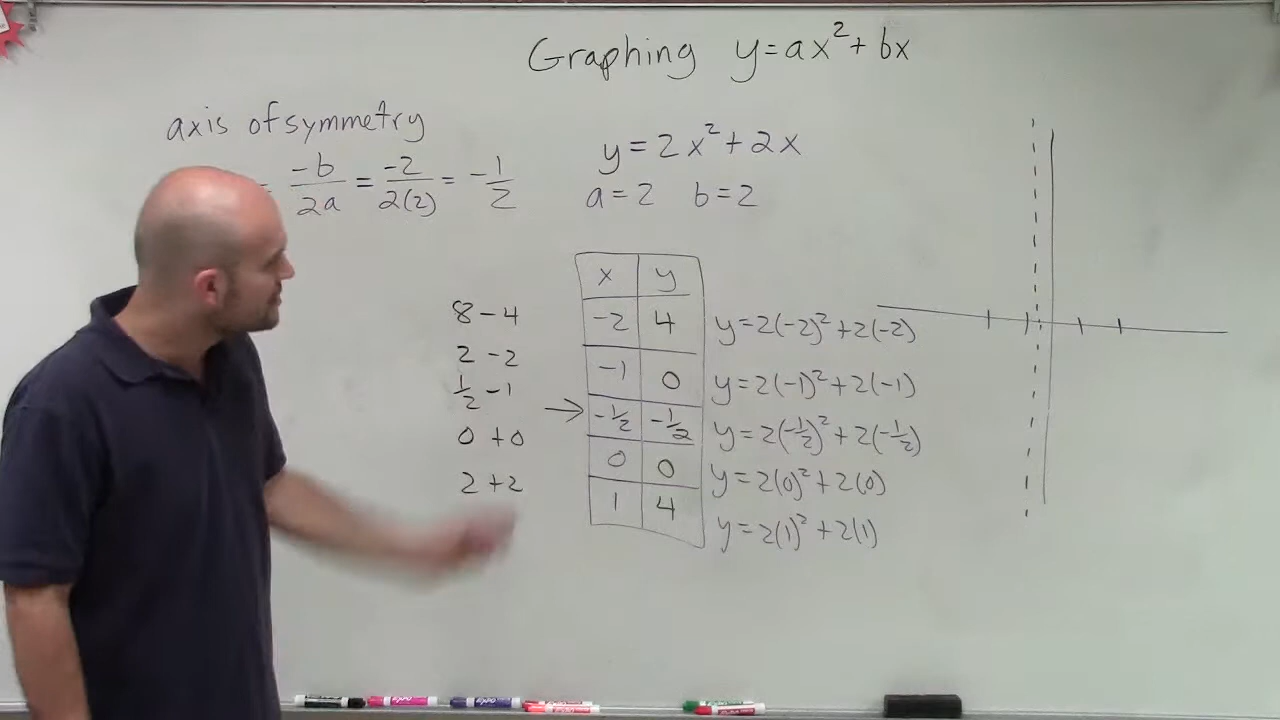 Graphing y=ax²+bx
axis of symmetry
= -b/2a = -2/2(2) = -1/2
y=2x²+2x
a=2 b=2
x y
8-4 -2 4 y=2(-2)²+2(-2)
2-2 -1 0 y=2(-1)²+2(-1)
1/2-1 → -1/2 -1/2 y=2(-1/2)²+2(-1/2)
0+0 0 0 y=2(0)²+2(0)
2+2 1 4 y=2(1)²+2(1)